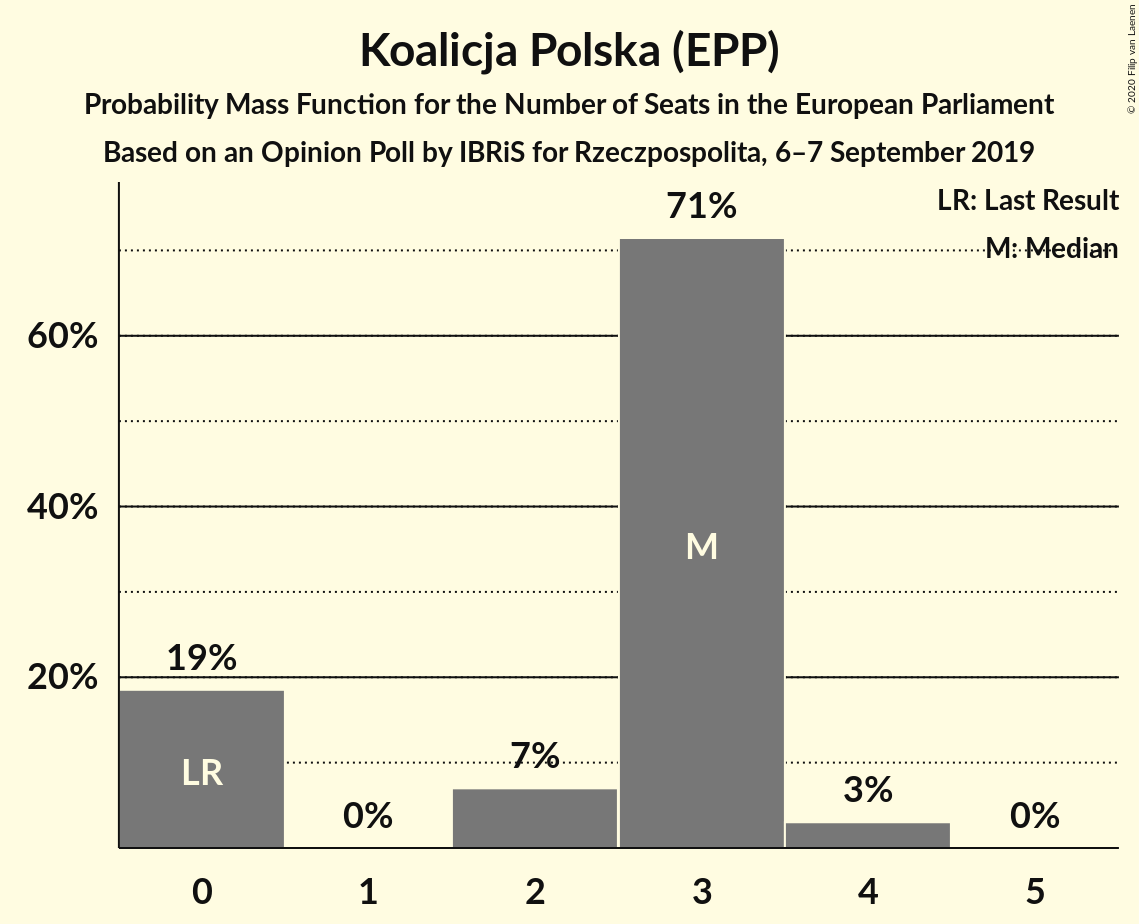 Koalicja Polska (EPP)
Probability Mass Function for the Number of Seats in the European Parliament
Based on an Opinion Poll by IBRiS for Rzeczpospolita, 6–7 September 2019
© 2020 Filip van Laenen
LR: Last Result
M: Median
71%
60%
40%
M
20%
19%
LR
7%
3%
0%
0%
0 1 2 3 4 5